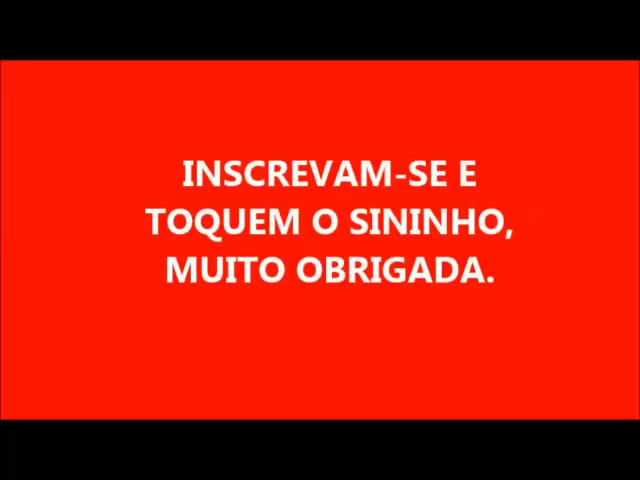 INSCREVAM-SE E
TOQUEM O SININHO,
MUITO OBRIGADA.